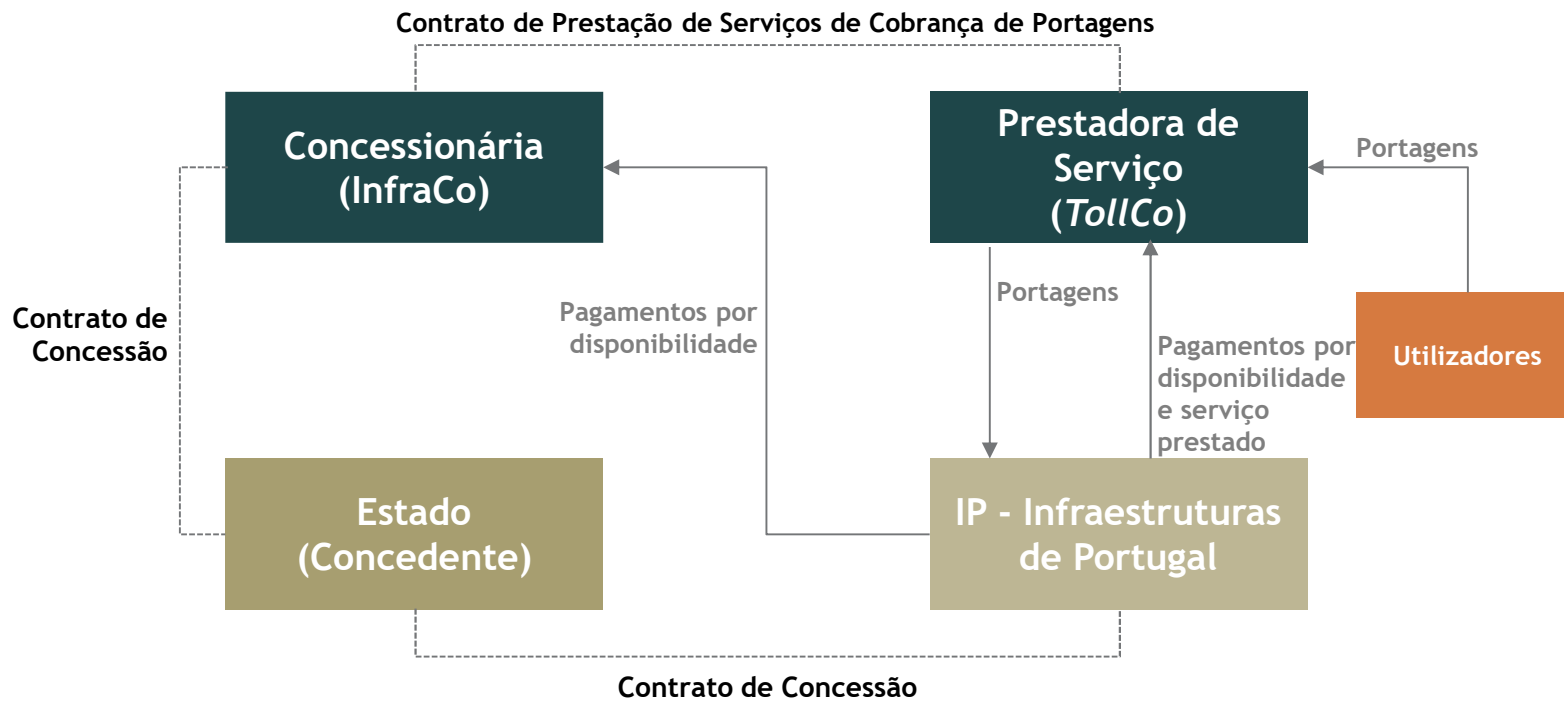 Contrato de Prestação de Serviços de Cobrança de Portagens
Concessionária
(InfraCo)
Prestadora de
Serviço
(TollCo)
Portagens
Contrato de
Concessão
Pagamentos por
disponibilidade
Portagens
Pagamentos por
disponibilidade
e serviço
prestado
Utilizadores
Estado
(Concedente)
IP - Infraestruturas
de Portugal
Contrato de Concessão